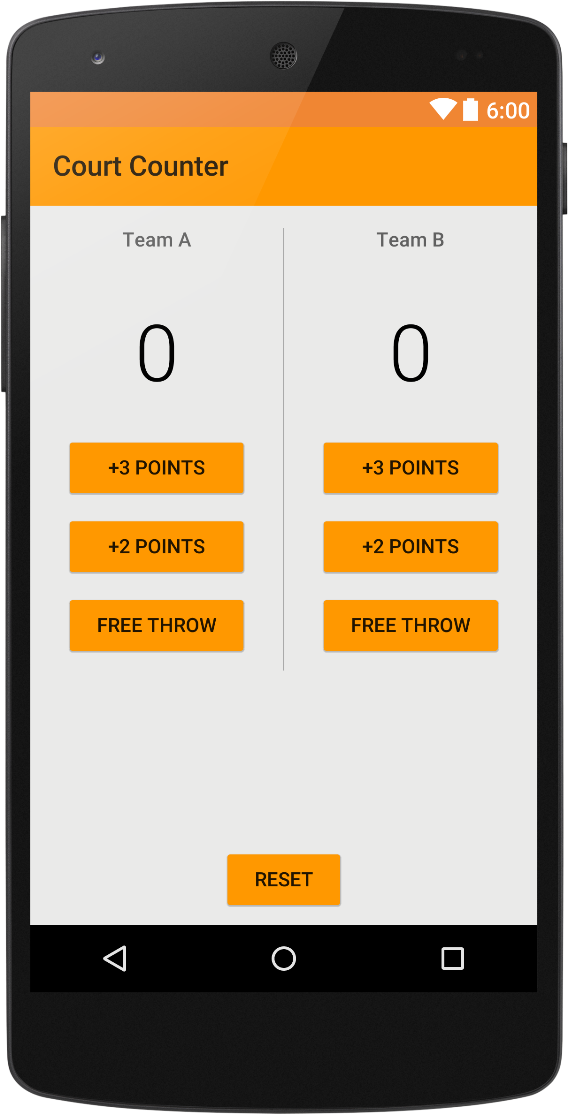 6:00
Court Counter
Team A
Team B
0
0
+3 POINTS
+3 POINTS
+2 POINTS
+2 POINTS
FREE THROW
FREE THROW
RESET